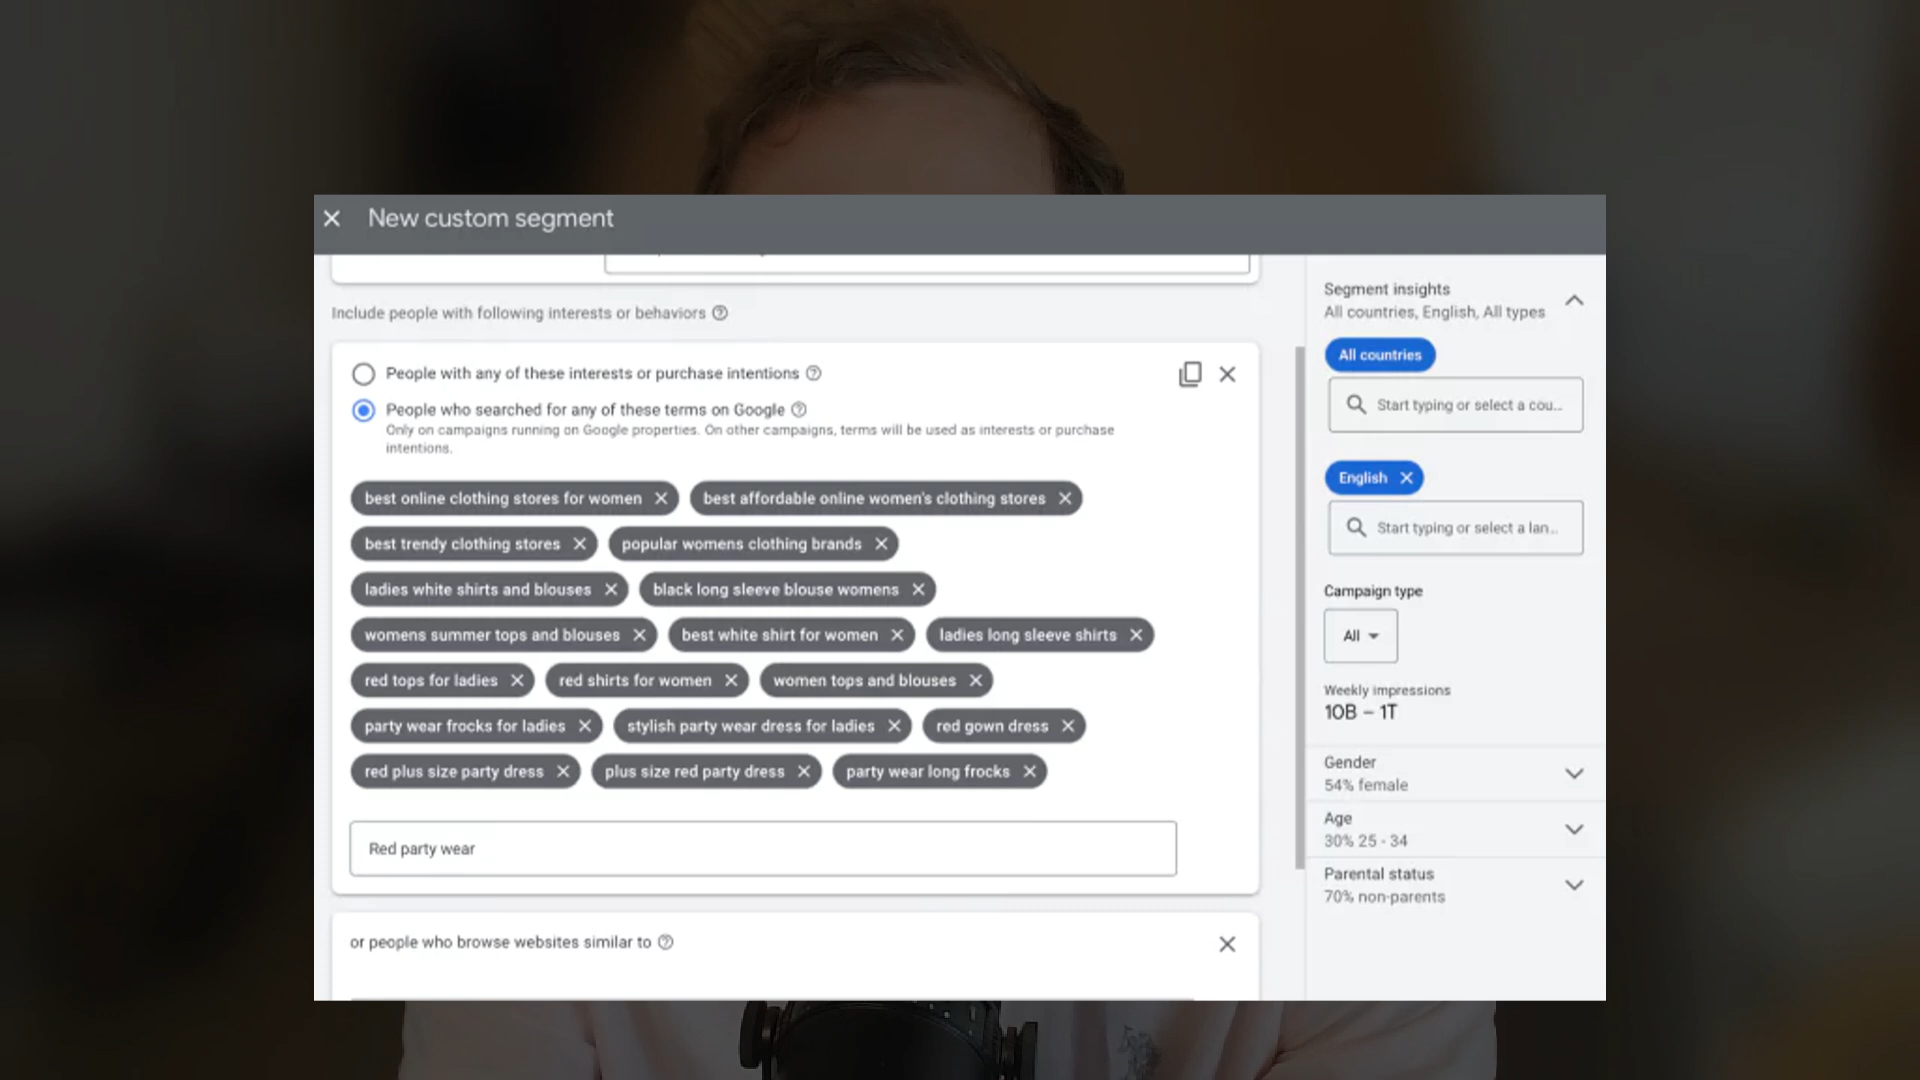 New custom segment
Include people with following interests or behaviors
People with any of these interests or purchase intentions
People who searched for any of these terms on Google
Only on campaigns running on Google properties. On other campaigns, terms will be used as interests or purchase
intentions.
best online clothing stores for women
best affordable online women's clothing stores
best trendy clothing stores
popular womens clothing brands
ladies white shirts and blouses
black long sleeve blouse womens
womens summer tops and blouses
best white shirt for women
ladies long sleeve shirts
red tops for ladies
red shirts for women
women tops and blouses
party wear frocks for ladies
stylish party wear dress for ladies
red gown dress
red plus size party dress
plus size red party dress
party wear long frocks
Red party wear
or people who browse websites similar to
Segment insights
All countries, English, All types
All countries
Start typing or select a cou...
English
Start typing or select a lan...
Campaign type
All
Weekly impressions
10B – 1T
Gender
54% female
Age
30% 25 - 34
Parental status
70% non-parents